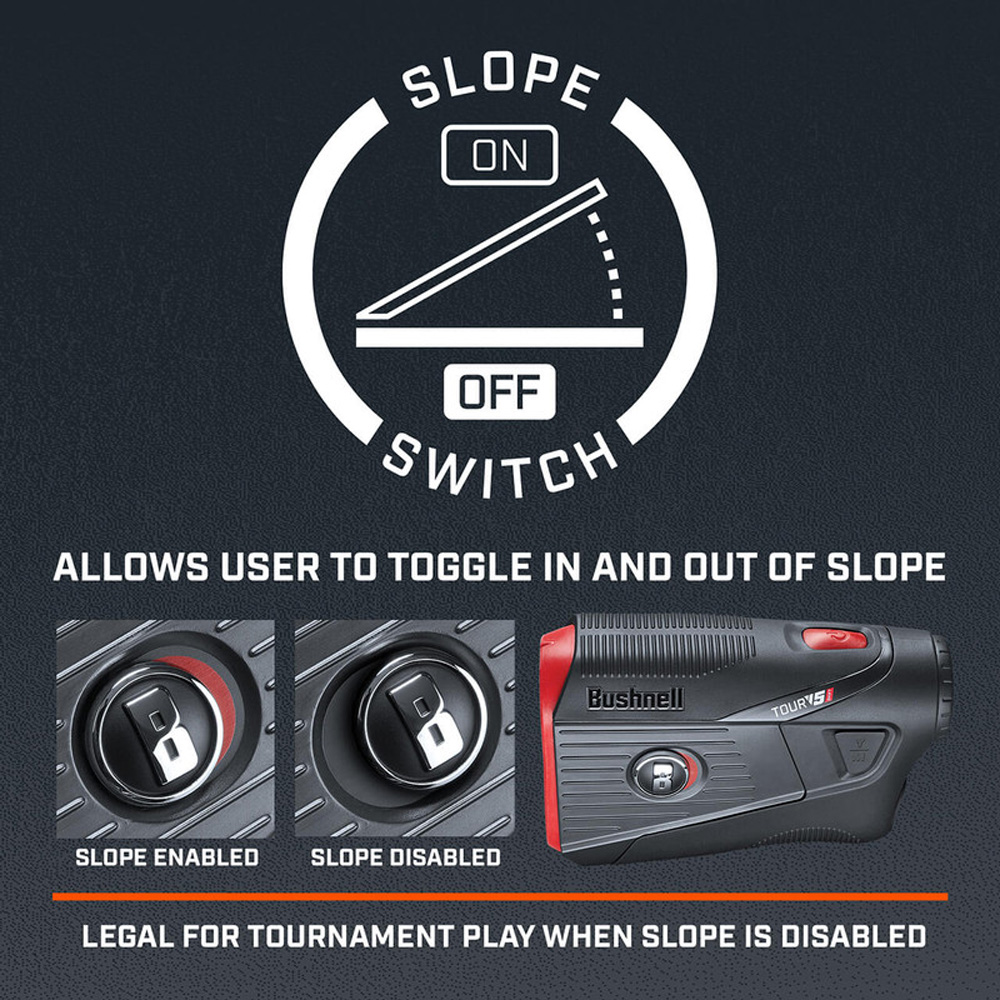 SLOPE
ON
OFF
SWITCH
ALLOWS USER TO TOGGLE IN AND OUT OF SLOPE
Bushnell
TOUR V5
SLOPE ENABLED
SLOPE DISABLED
LEGAL FOR TOURNAMENT PLAY WHEN SLOPE IS DISABLED